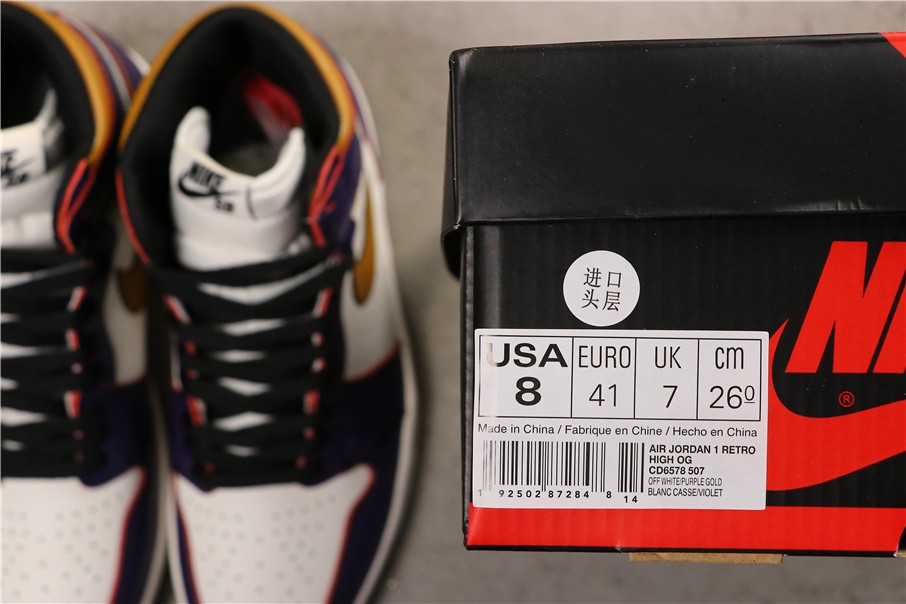 NIKE
SB
进口
头层
NI
®
USA EURO UK cm
8 41 7 26⁰
Made in China / Fabrique en Chine / Hecho en China
AIR JORDAN 1 RETRO
HIGH OG
CD6578 507
OFF WHITE/PURPLE GOLD
BLANC CASSE/VIOLET
1 92502 87284 8 14